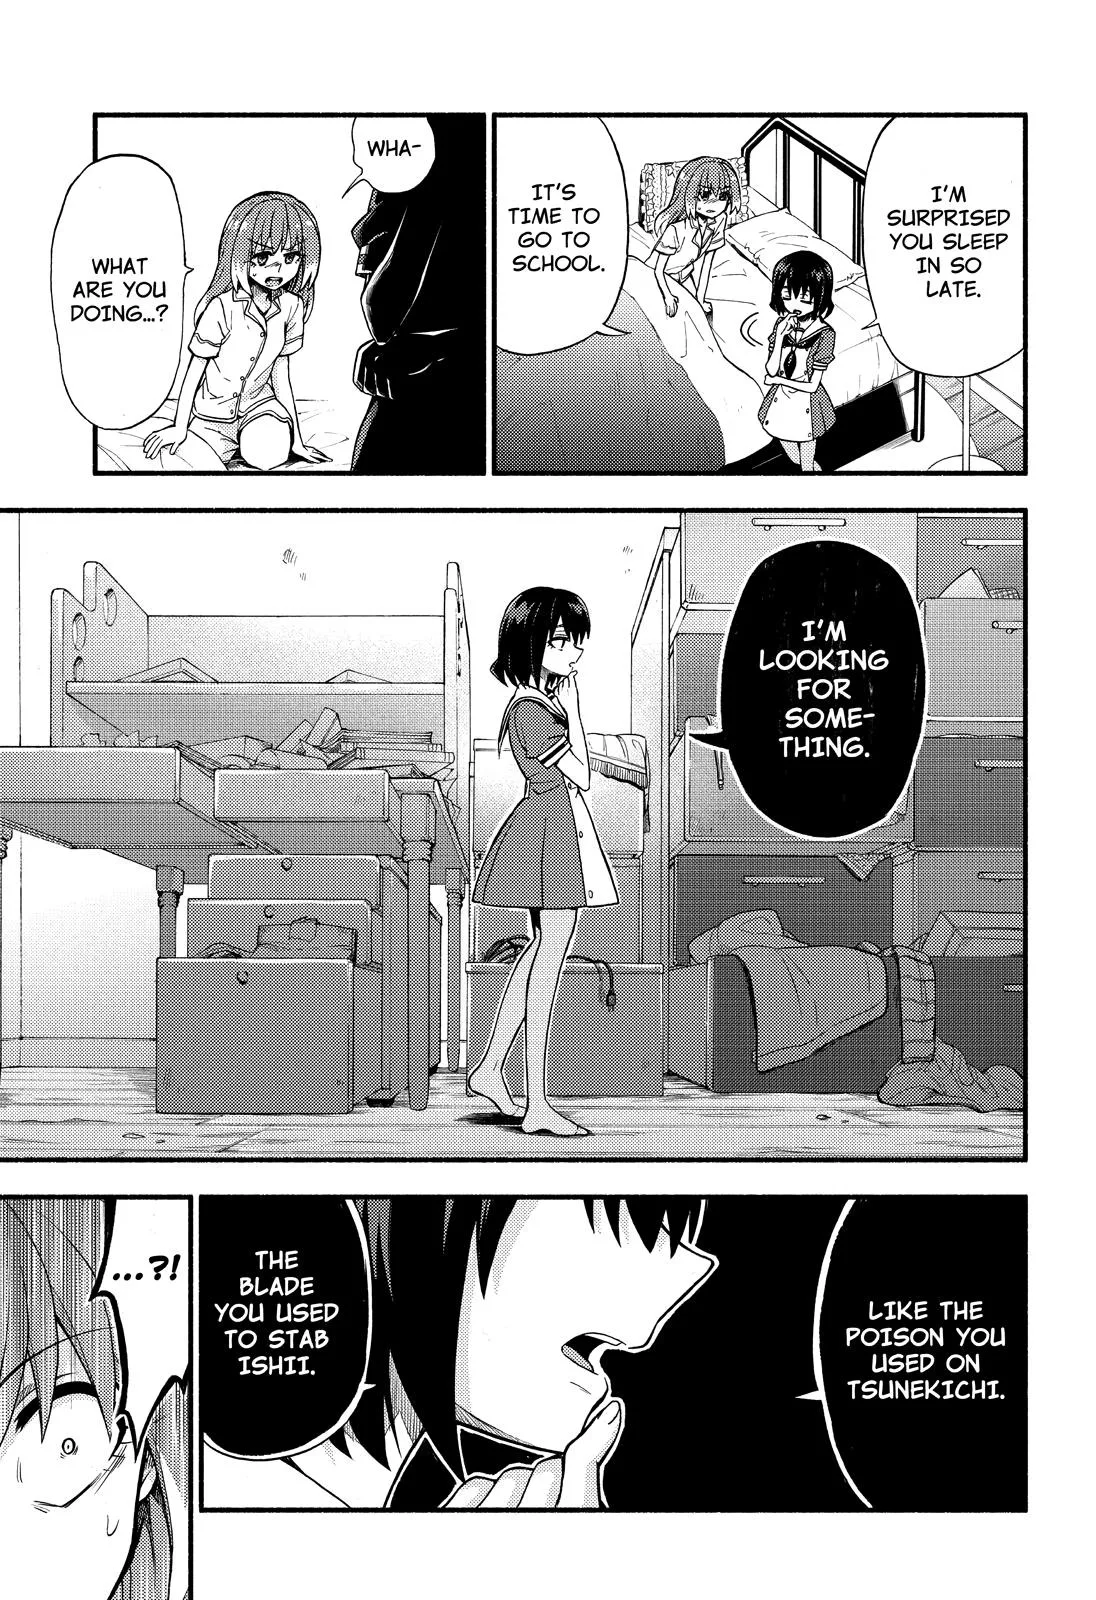 I'M
SURPRISED
YOU SLEEP
IN SO
LATE.
IT'S
TIME TO
GO TO
SCHOOL.
WHA-
WHAT
ARE YOU
DOING...?
I'M
LOOKING
FOR
SOME-
THING.
LIKE THE
POISON YOU
USED ON
TSUNEKICHI.
THE
BLADE
YOU USED
TO STAB
ISHII.
...?!